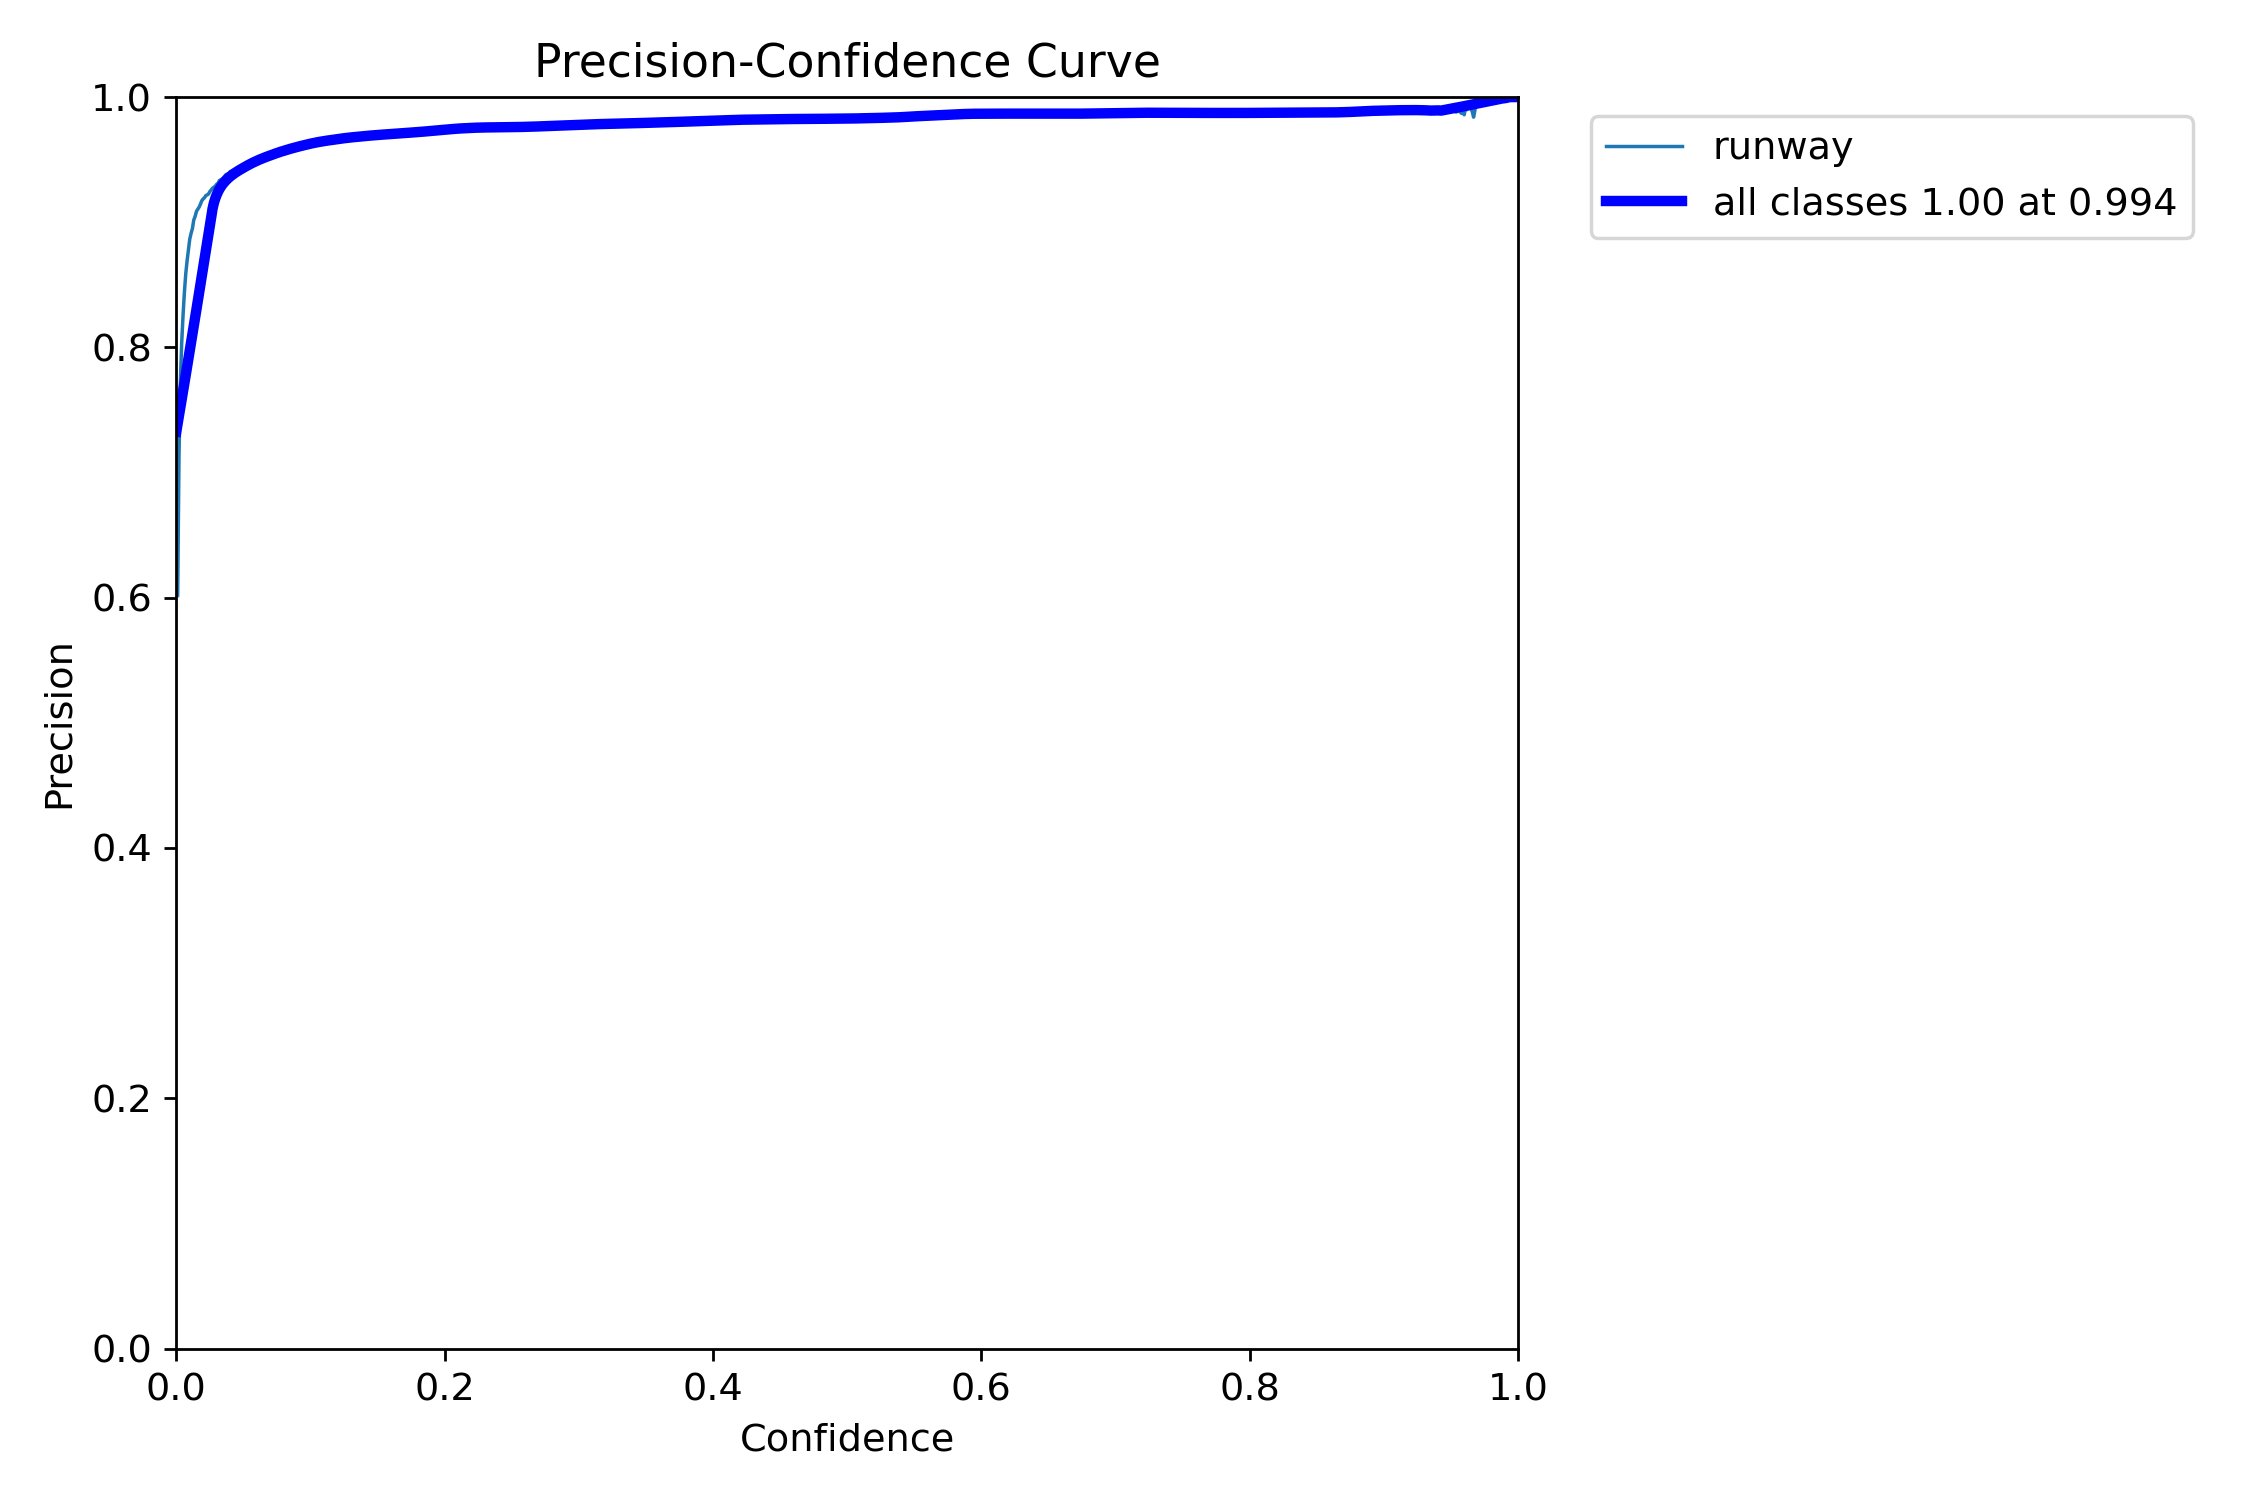 Precision-Confidence Curve
1.0
0.8
0.6
0.4
0.2
0.0
Precision
0.0 0.2 0.4 0.6 0.8 1.0
Confidence
runway
all classes 1.00 at 0.994